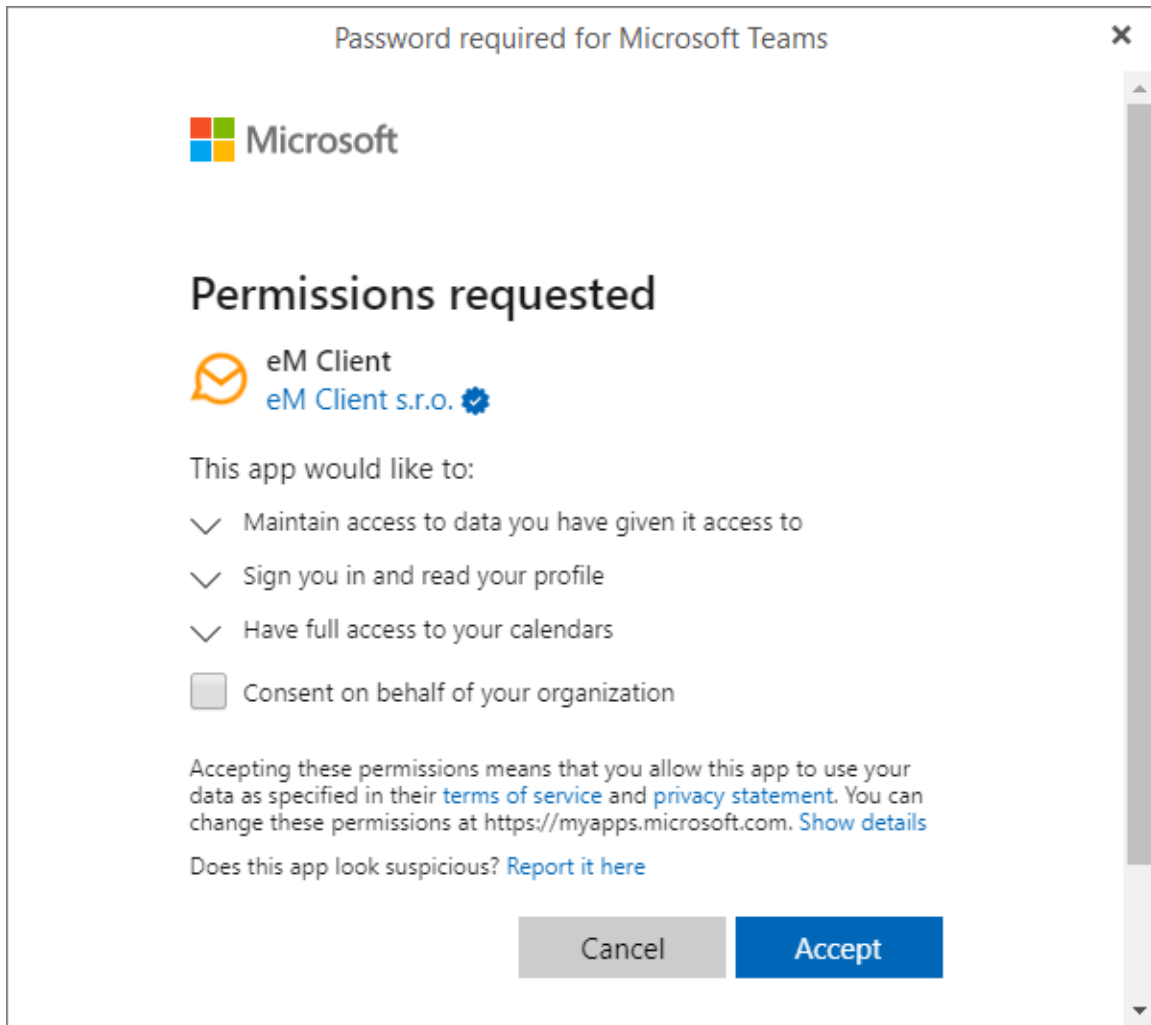 Password required for Microsoft Teams
Microsoft
Permissions requested
eM Client
eM Client s.r.o.
This app would like to:
Maintain access to data you have given it access to
Sign you in and read your profile
Have full access to your calendars
Consent on behalf of your organization
Accepting these permissions means that you allow this app to use your
data as specified in their terms of service and privacy statement. You can
change these permissions at https://myapps.microsoft.com. Show details
Does this app look suspicious? Report it here
Cancel Accept